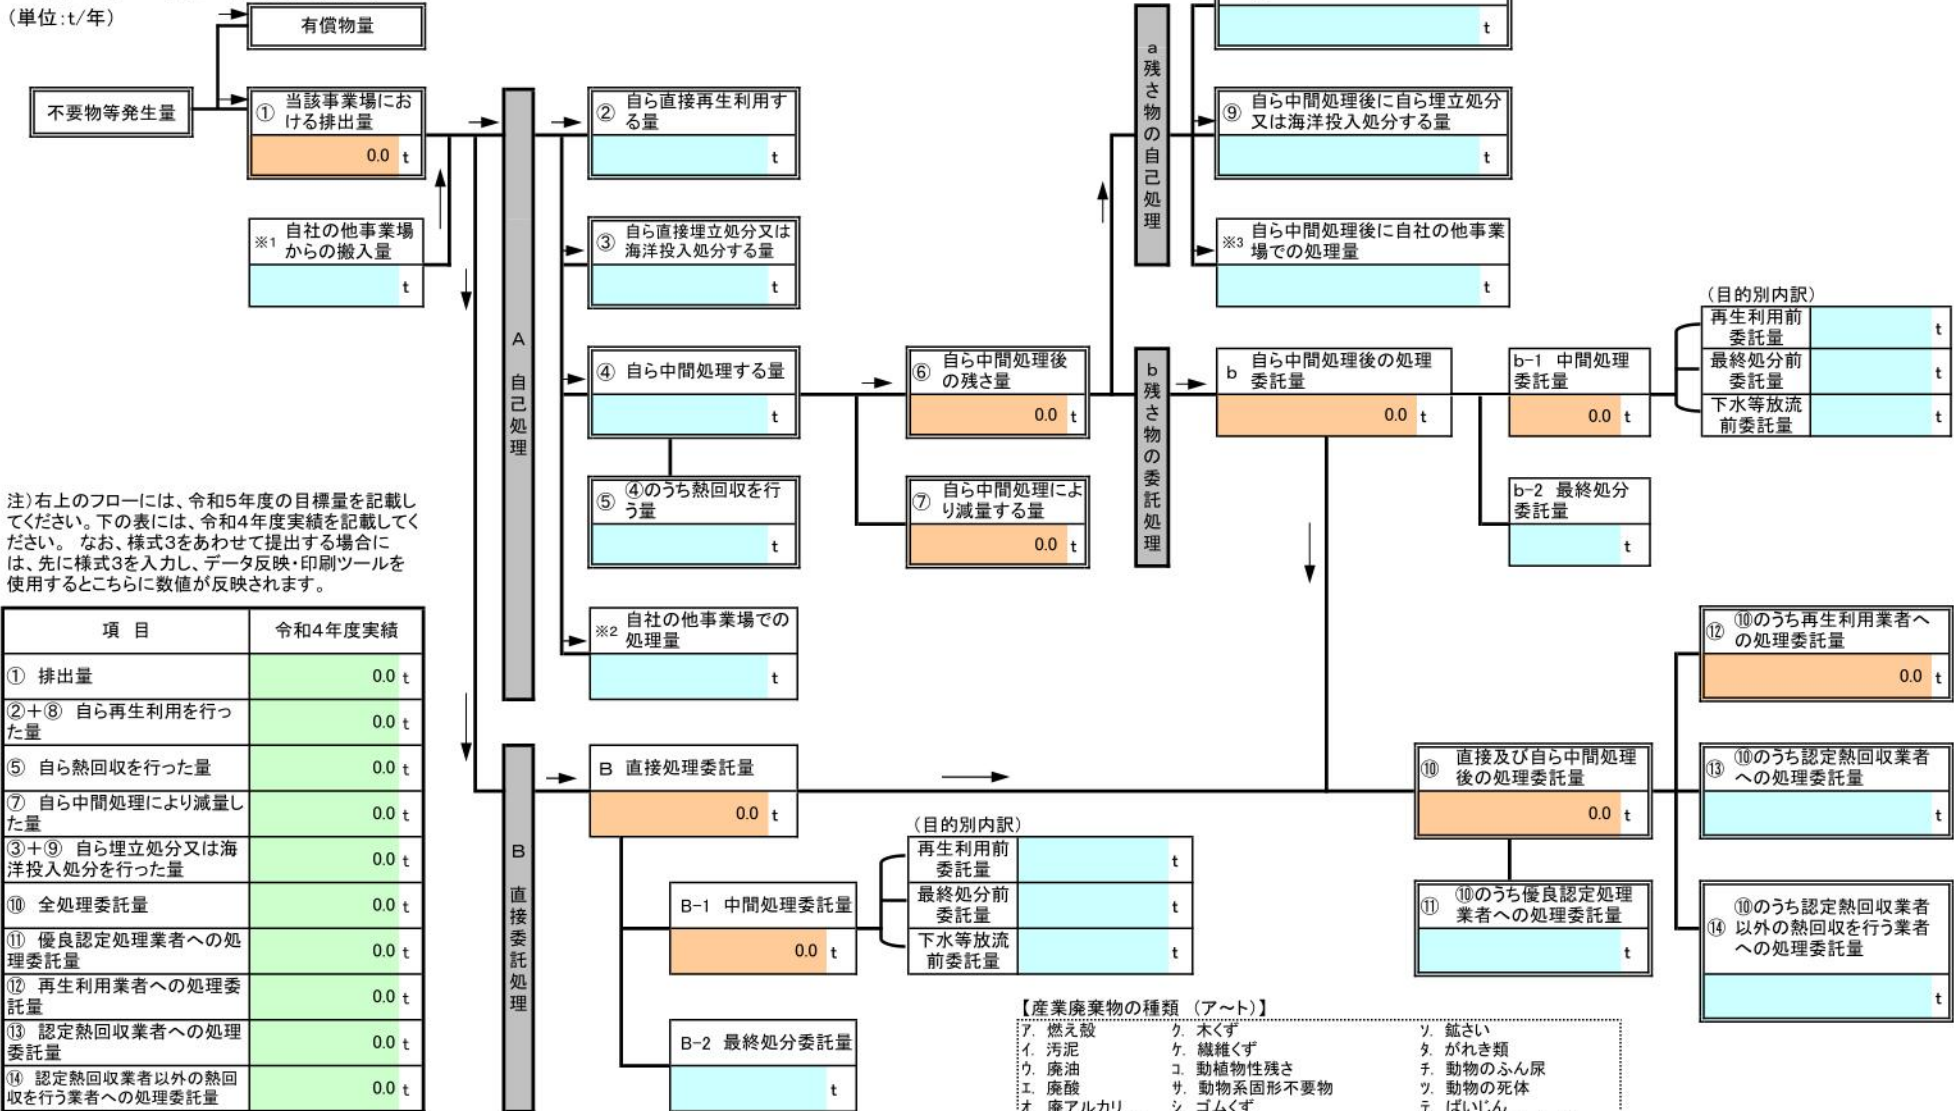 (単位:t/年)
有償物量
不要物等発生量
① 当該事業場にお
ける排出量
0.0 t
※1 自社の他事業場
からの搬入量
t
A 自己処理
② 自ら直接再生利用す
る量
t
③ 自ら直接埋立処分又は
海洋投入処分する量
t
④ 自ら中間処理する量
t
⑤ ④のうち熱回収を行
う量
t
※2 自社の他事業場での
処理量
t
⑥ 自ら中間処理後
の残さ量
0.0 t
⑦ 自ら中間処理によ
り減量する量
0.0 t
a 残さ物の自己処理
t
⑨ 自ら中間処理後に自ら埋立処分
又は海洋投入処分する量
t
※3 自ら中間処理後に自社の他事業
場での処理量
t
b 残さ物の委託処理
b 自ら中間処理後の処理
委託量
0.0 t
b-1 中間処理
委託量
0.0 t
(目的別内訳)
再生利用前
委託量
t
最終処分前
委託量
t
下水等放流
前委託量
t
b-2 最終処分
委託量
t
注)右上のフローには、令和5年度の目標量を記載し
てください。下の表には、令和4年度実績を記載してく
ださい。 なお、様式3をあわせて提出する場合に
は、先に様式3を入力し、データ反映・印刷ツールを
使用するとこちらに数値が反映されます。
項 目 令和4年度実績
① 排出量 0.0 t
②+⑧ 自ら再生利用を行っ
た量 0.0 t
⑤ 自ら熱回収を行った量 0.0 t
⑦ 自ら中間処理により減量し
た量 0.0 t
③+⑨ 自ら埋立処分又は海
洋投入処分を行った量 0.0 t
⑩ 全処理委託量 0.0 t
⑪ 優良認定処理業者への処
理委託量 0.0 t
⑫ 再生利用業者への処理委
託量 0.0 t
⑬ 認定熱回収業者への処理
委託量 0.0 t
⑭ 認定熱回収業者以外の熱回
収を行う業者への処理委託量 0.0 t
B 直接委託処理
B 直接処理委託量
0.0 t
B-1 中間処理委託量
0.0 t
(目的別内訳)
再生利用前
委託量
t
最終処分前
委託量
t
下水等放流
前委託量
t
B-2 最終処分委託量
t
⑩ 直接及び自ら中間処理
後の処理委託量
0.0 t
⑪ ⑩のうち優良認定処理
業者への処理委託量
t
⑫ ⑩のうち再生利用業者へ
の処理委託量
0.0 t
⑬ ⑩のうち認定熱回収業者
への処理委託量
t
⑭ ⑩のうち認定熱回収業者
以外の熱回収を行う業者
への処理委託量
t
【産業廃棄物の種類 (ア~ト)】
ア. 燃え殻 ク. 木くず ソ. 鉱さい
イ. 汚泥 ケ. 繊維くず タ. がれき類
ウ. 廃油 コ. 動植物性残さ チ. 動物のふん尿
エ. 廃酸 サ. 動物系固形不要物 ツ. 動物の死体
オ. 廃アルカリ シ. ゴムくず テ. ばいじん